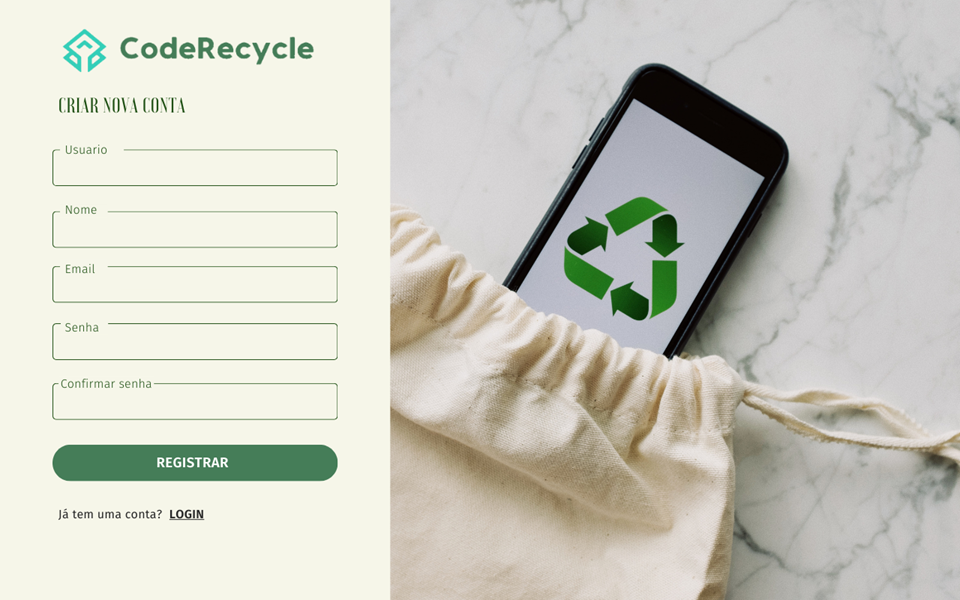 CodeRecycle
CRIAR NOVA CONTA
Usuario
Nome
Email
Senha
Confirmar senha
REGISTRAR
Já tem uma conta? LOGIN